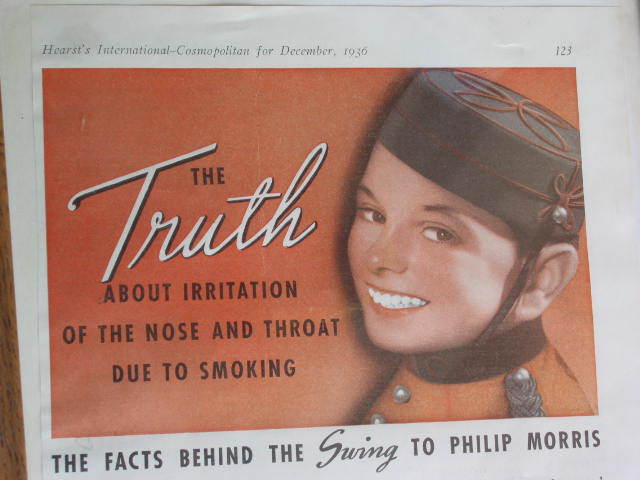 Hearst's International-Cosmopolitan for December, 1936 123
THE
Truth
ABOUT IRRITATION
OF THE NOSE AND THROAT
DUE TO SMOKING
THE FACTS BEHIND THE Swing TO PHILIP MORRIS